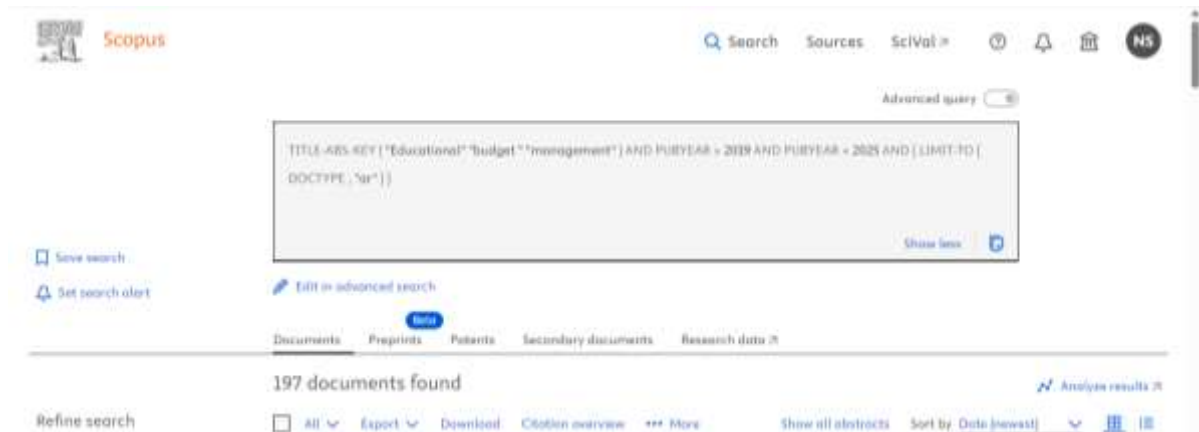 Scopus
Search Sources SciVal ↗ NS
Advanced query
TITLE-ABS-KEY ( "Educational" "budget " "management" ) AND PUBYEAR > 2019 AND PUBYEAR < 2025 AND ( LIMIT-TO (
DOCTYPE , "ar" ) )
Show less
Save search
Set search alert
Edit in advanced search
Beta
Documents Preprints Patents Secondary documents Research data ↗
197 documents found
Analyze results ↗
Refine search
All Export Download Citation overview ••• More Show all abstracts Sort by Date (newest)